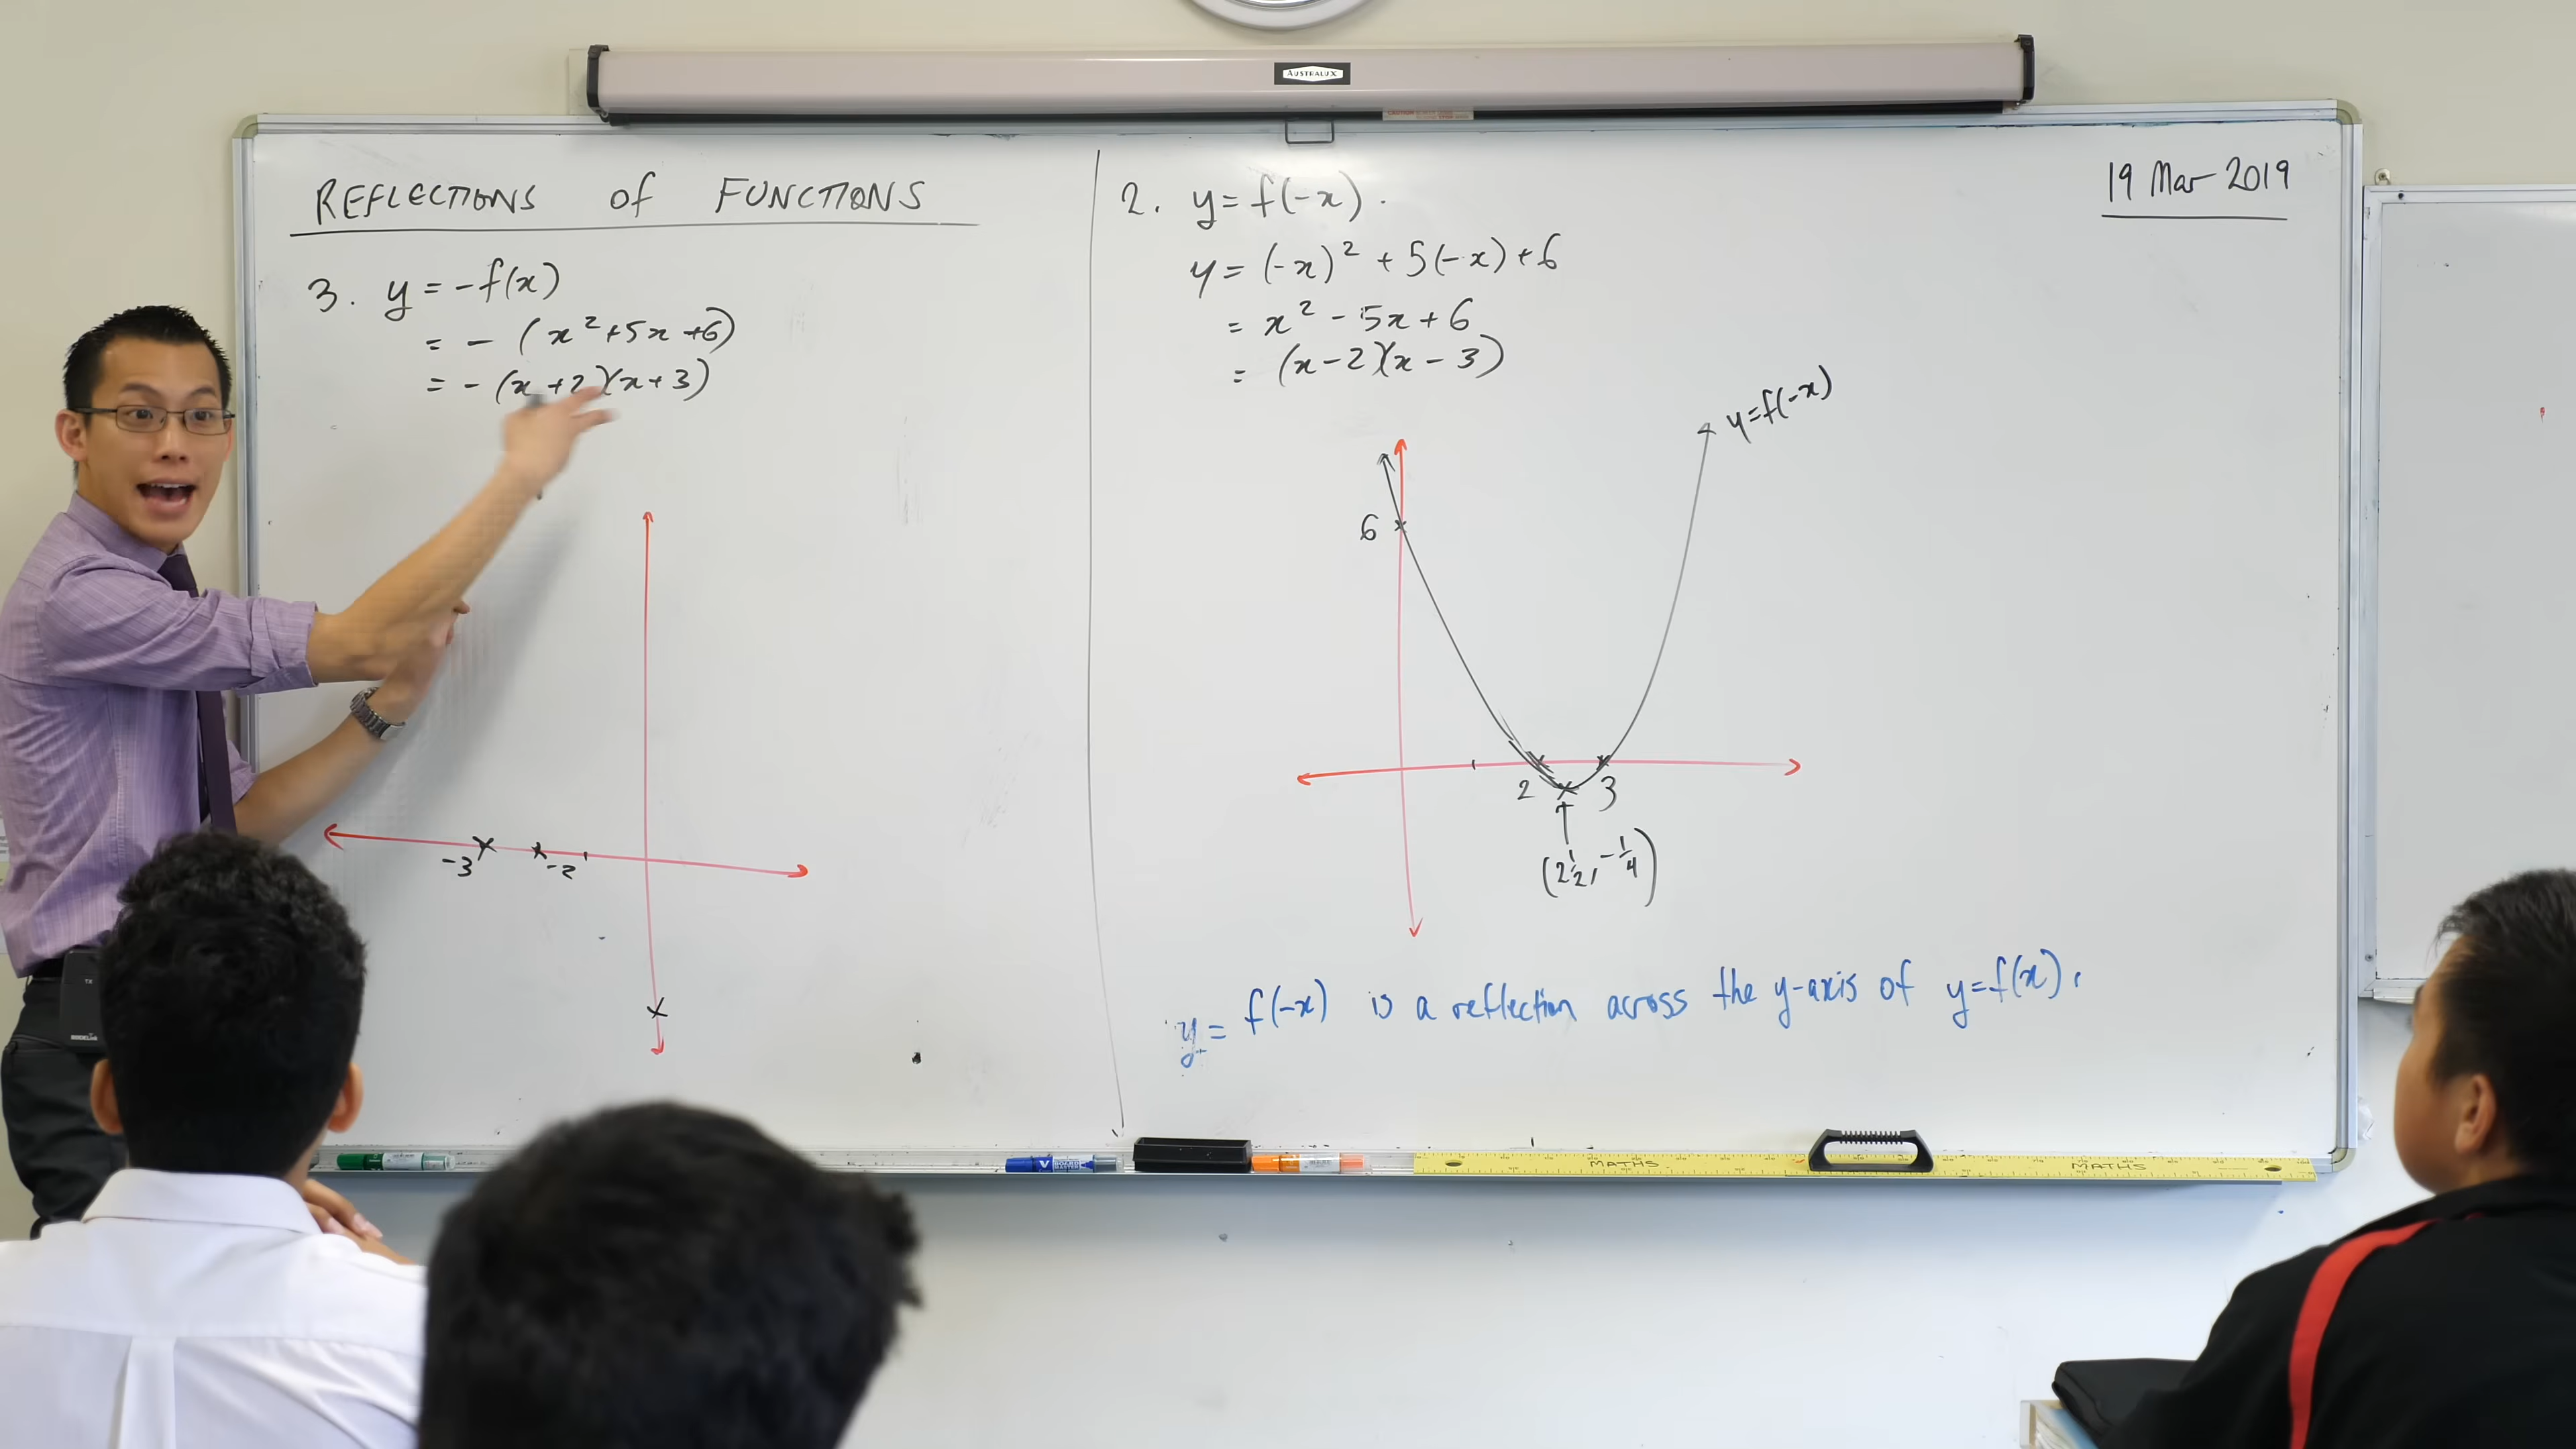 AUSTRALUX
REFLECTIONS of FUNCTIONS
3. y = -f(x)
= - (x² + 5x + 6)
= - (x + 2)(x + 3)
-3
-2
2. y = f(-x).
y = (-x)² + 5(-x) + 6
= x² - 5x + 6
= (x - 2)(x - 3)
y = f(-x)
6
2
3
(2½, -¼)
y = f(-x) is a reflection across the y-axis of y = f(x).
19 Mar 2019
MATHS
MATHS
TX